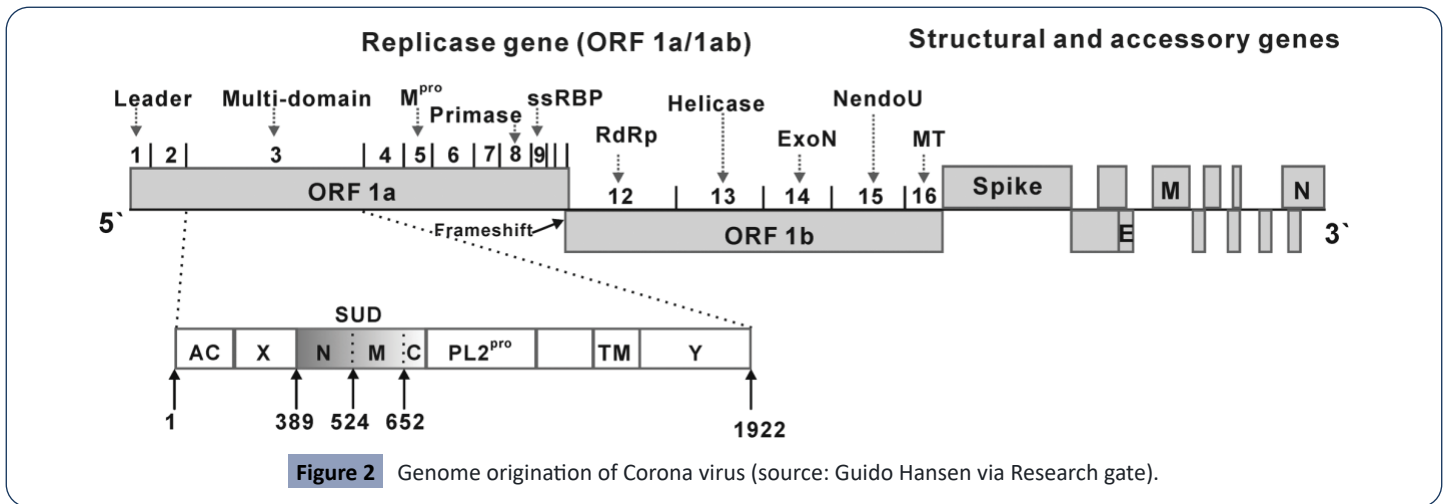 Replicase gene (ORF 1a/1ab)
Structural and accessory genes
Leader
Multi-domain
Mpro
Primase
ssRBP
RdRp
Helicase
ExoN
NendoU
MT
1 2 3 4 5 6 7 8 9
12 13 14 15 16
ORF 1a
Spike
M
N
5`
Frameshift
ORF 1b
E
3`
SUD
AC X N M C PL2pro TM Y
1 389 524 652 1922
Figure 2 Genome origination of Corona virus (source: Guido Hansen via Research gate).